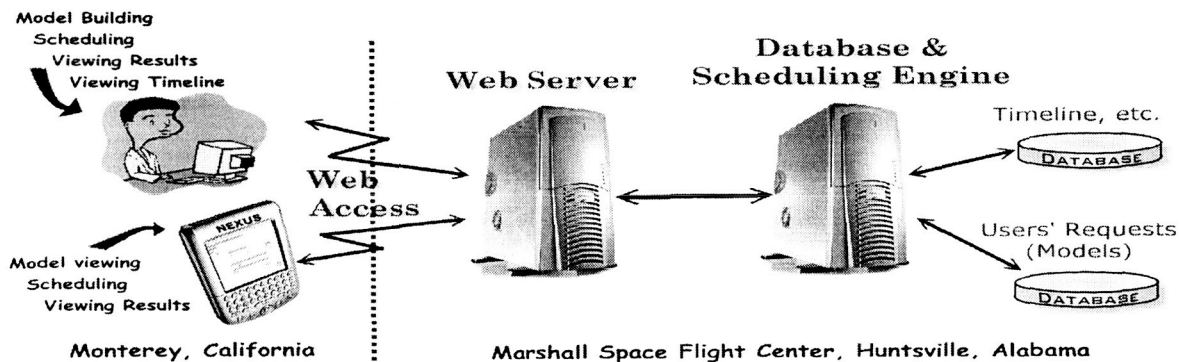 Model Building
Scheduling
Viewing Results
Viewing Timeline
Web Server
Database &
Scheduling Engine
Timeline, etc.
DATABASE
Web
Access
NEXUS
Model viewing
Scheduling
Viewing Results
Users' Requests
(Models)
DATABASE
Monterey, California
Marshall Space Flight Center, Huntsville, Alabama